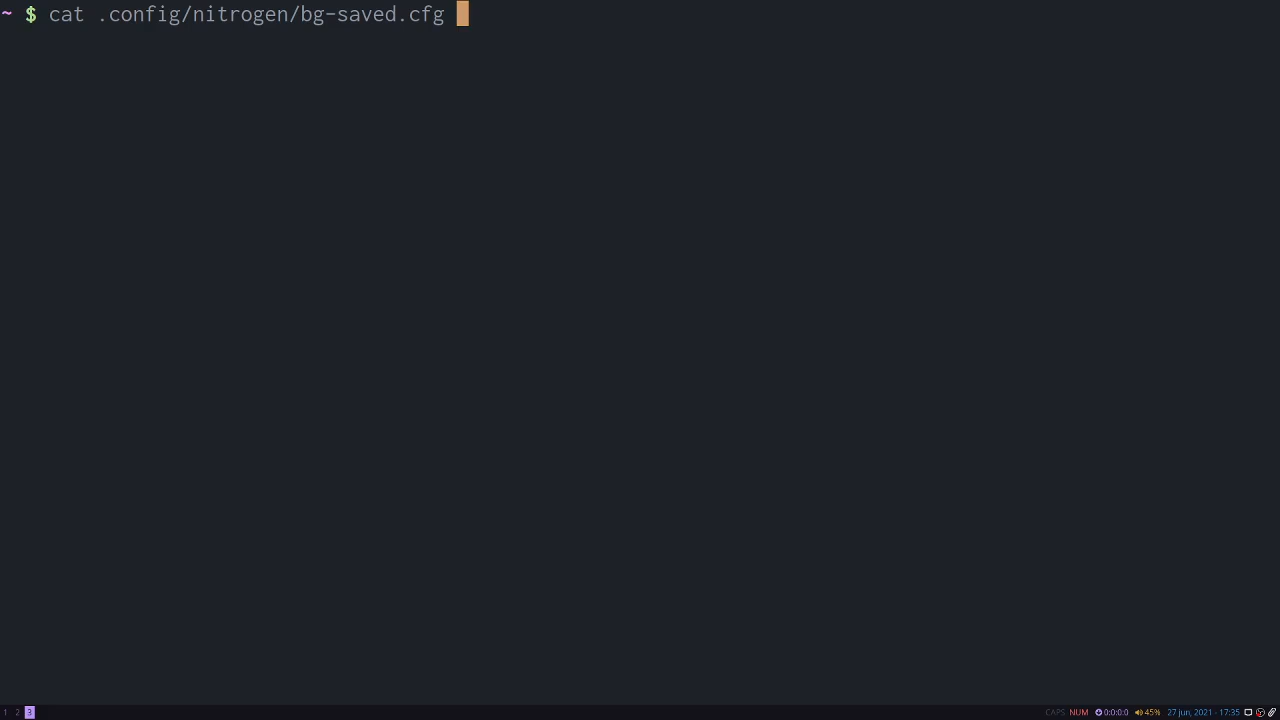 ~ $ cat .config/nitrogen/bg-saved.cfg
1 2 3 CAPS NUM 0:0:0:0 45% 27 jun, 2021 - 17:35